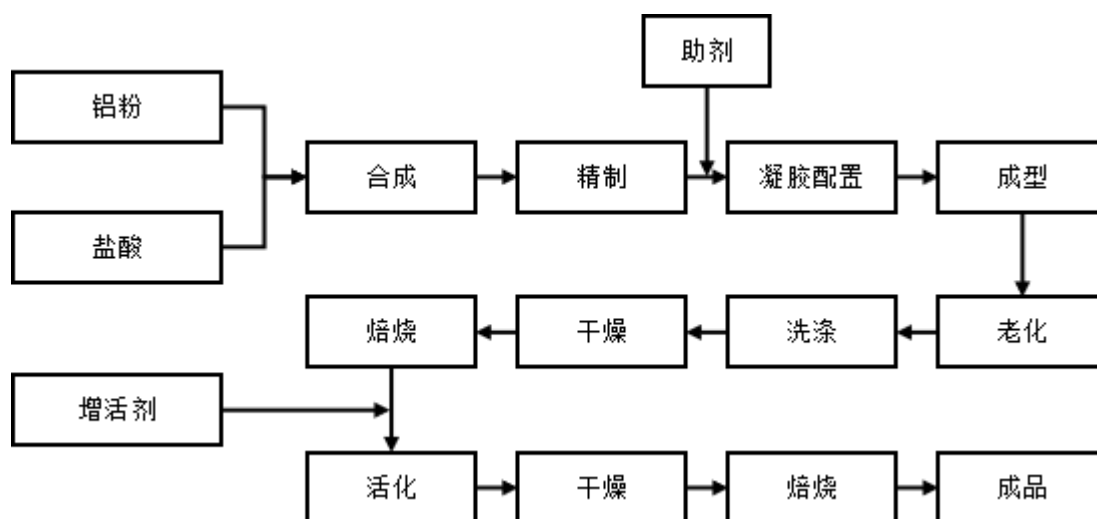 助剂
铝粉
合成
精制
凝胶配置
成型
盐酸
焙烧
干燥
洗涤
老化
增活剂
活化
干燥
焙烧
成品